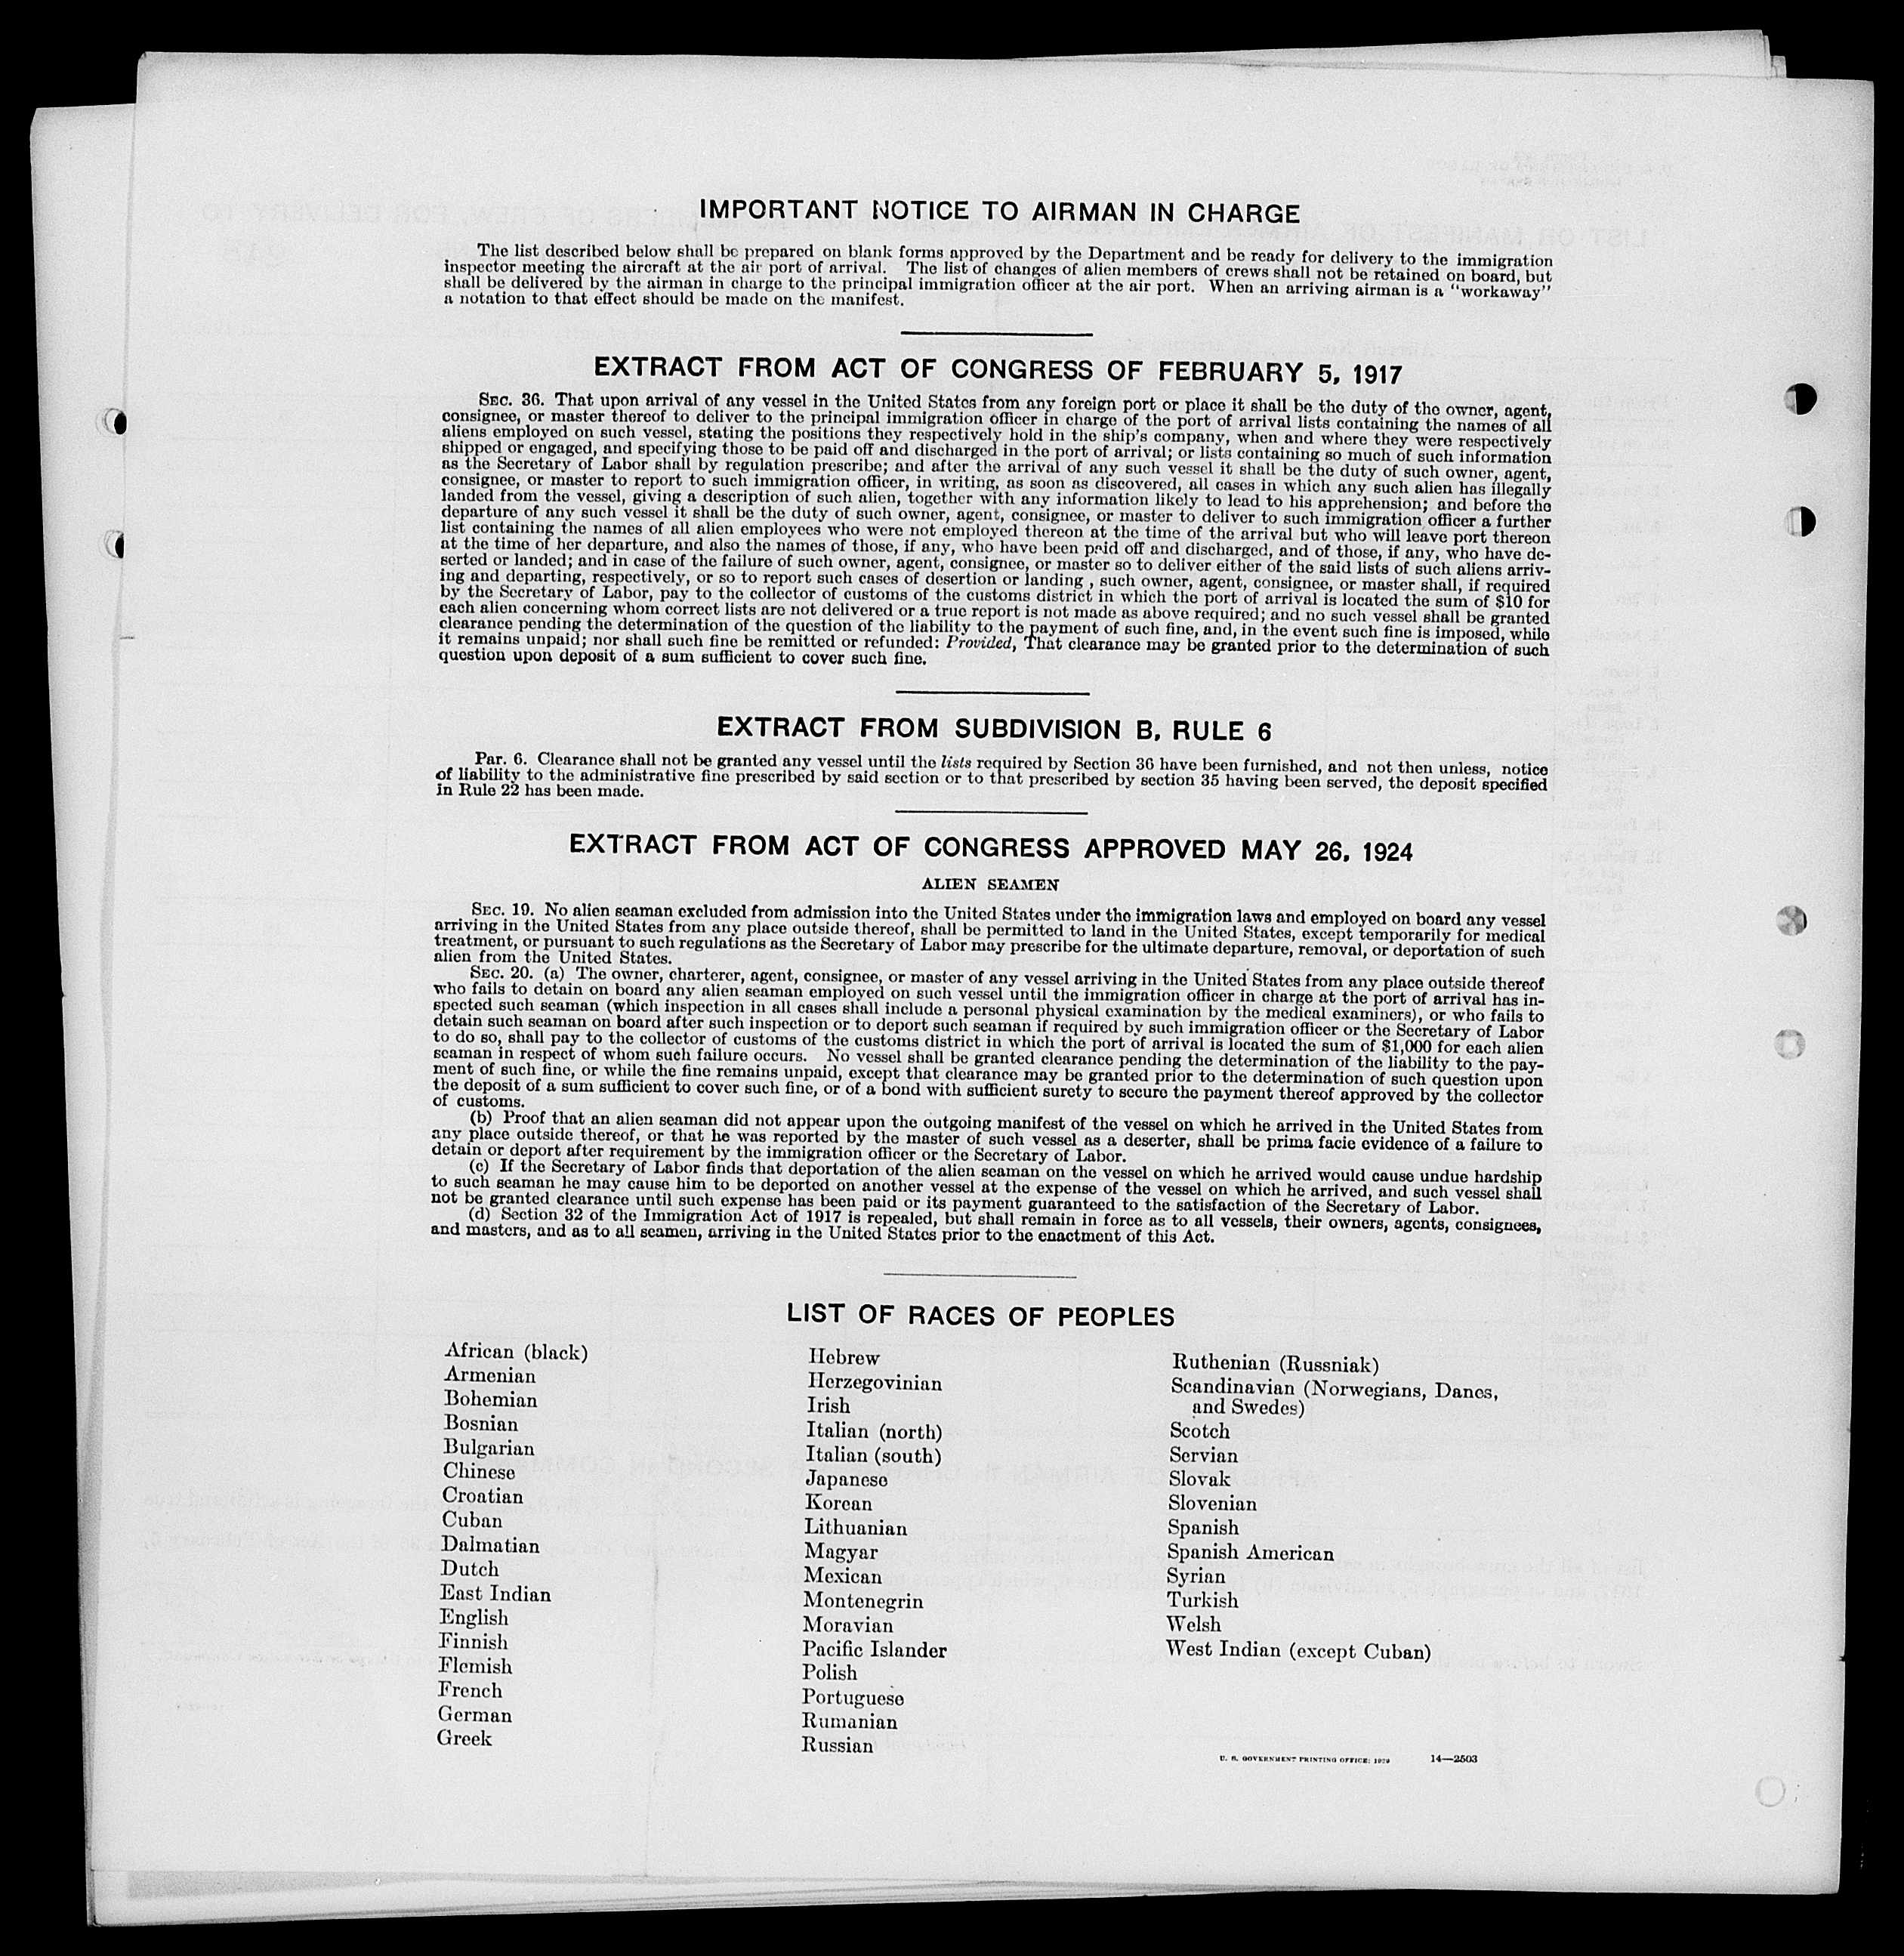 IMPORTANT NOTICE TO AIRMAN IN CHARGE
The list described below shall be prepared on blank forms approved by the Department and be ready for delivery to the immigration
inspector meeting the aircraft at the air port of arrival. The list of changes of alien members of crews shall not be retained on board, but
shall be delivered by the airman in charge to the principal immigration officer at the air port. When an arriving airman is a "workaway"
a notation to that effect should be made on the manifest.
EXTRACT FROM ACT OF CONGRESS OF FEBRUARY 5, 1917
SEC. 36. That upon arrival of any vessel in the United States from any foreign port or place it shall be the duty of the owner, agent,
consignee, or master thereof to deliver to the principal immigration officer in charge of the port of arrival lists containing the names of all
aliens employed on such vessel, stating the positions they respectively hold in the ship's company, when and where they were respectively
shipped or engaged, and specifying those to be paid off and discharged in the port of arrival; or lists containing so much of such information
as the Secretary of Labor shall by regulation prescribe; and after the arrival of any such vessel it shall be the duty of such owner, agent,
consignee, or master to report to such immigration officer, in writing, as soon as discovered, all cases in which any such alien has illegally
landed from the vessel, giving a description of such alien, together with any information likely to lead to his apprehension; and before the
departure of any such vessel it shall be the duty of such owner, agent, consignee, or master to deliver to such immigration officer a further
list containing the names of all alien employees who were not employed thereon at the time of the arrival but who will leave port thereon
at the time of her departure, and also the names of those, if any, who have been paid off and discharged, and of those, if any, who have de-
serted or landed; and in case of the failure of such owner, agent, consignee, or master so to deliver either of the said lists of such aliens arriv-
ing and departing, respectively, or so to report such cases of desertion or landing , such owner, agent, consignee, or master shall, if required
by the Secretary of Labor, pay to the collector of customs of the customs district in which the port of arrival is located the sum of $10 for
each alien concerning whom correct lists are not delivered or a true report is not made as above required; and no such vessel shall be granted
clearance pending the determination of the question of the liability to the payment of such fine, and, in the event such fine is imposed, while
it remains unpaid; nor shall such fine be remitted or refunded: Provided, That clearance may be granted prior to the determination of such
question upon deposit of a sum sufficient to cover such fine.
EXTRACT FROM SUBDIVISION B, RULE 6
Par. 6. Clearance shall not be granted any vessel until the lists required by Section 36 have been furnished, and not then unless, notice
of liability to the administrative fine prescribed by said section or to that prescribed by section 35 having been served, the deposit specified
in Rule 22 has been made.
EXTRACT FROM ACT OF CONGRESS APPROVED MAY 26, 1924
ALIEN SEAMEN
SEC. 19. No alien seaman excluded from admission into the United States under the immigration laws and employed on board any vessel
arriving in the United States from any place outside thereof, shall be permitted to land in the United States, except temporarily for medical
treatment, or pursuant to such regulations as the Secretary of Labor may prescribe for the ultimate departure, removal, or deportation of such
alien from the United States.
SEC. 20. (a) The owner, charterer, agent, consignee, or master of any vessel arriving in the United States from any place outside thereof
who fails to detain on board any alien seaman employed on such vessel until the immigration officer in charge at the port of arrival has in-
spected such seaman (which inspection in all cases shall include a personal physical examination by the medical examiners), or who fails to
detain such seaman on board after such inspection or to deport such seaman if required by such immigration officer or the Secretary of Labor
to do so, shall pay to the collector of customs of the customs district in which the port of arrival is located the sum of $1,000 for each alien
seaman in respect of whom such failure occurs. No vessel shall be granted clearance pending the determination of the liability to the pay-
ment of such fine, or while the fine remains unpaid, except that clearance may be granted prior to the determination of such question upon
the deposit of a sum sufficient to cover such fine, or of a bond with sufficient surety to secure the payment thereof approved by the collector
of customs.
(b) Proof that an alien seaman did not appear upon the outgoing manifest of the vessel on which he arrived in the United States from
any place outside thereof, or that he was reported by the master of such vessel as a deserter, shall be prima facie evidence of a failure to
detain or deport after requirement by the immigration officer or the Secretary of Labor.
(c) If the Secretary of Labor finds that deportation of the alien seaman on the vessel on which he arrived would cause undue hardship
to such seaman he may cause him to be deported on another vessel at the expense of the vessel on which he arrived, and such vessel shall
not be granted clearance until such expense has been paid or its payment guaranteed to the satisfaction of the Secretary of Labor.
(d) Section 32 of the Immigration Act of 1917 is repealed, but shall remain in force as to all vessels, their owners, agents, consignees,
and masters, and as to all seamen, arriving in the United States prior to the enactment of this Act.
LIST OF RACES OF PEOPLES
African (black)
Armenian
Bohemian
Bosnian
Bulgarian
Chinese
Croatian
Cuban
Dalmatian
Dutch
East Indian
English
Finnish
Flemish
French
German
Greek
Hebrew
Herzegovinian
Irish
Italian (north)
Italian (south)
Japanese
Korean
Lithuanian
Magyar
Mexican
Montenegrin
Moravian
Pacific Islander
Polish
Portuguese
Rumanian
Russian
Ruthenian (Russniak)
Scandinavian (Norwegians, Danes,
and Swedes)
Scotch
Servian
Slovak
Slovenian
Spanish
Spanish American
Syrian
Turkish
Welsh
West Indian (except Cuban)
U. S. GOVERNMENT PRINTING OFFICE: 1929 14—2503